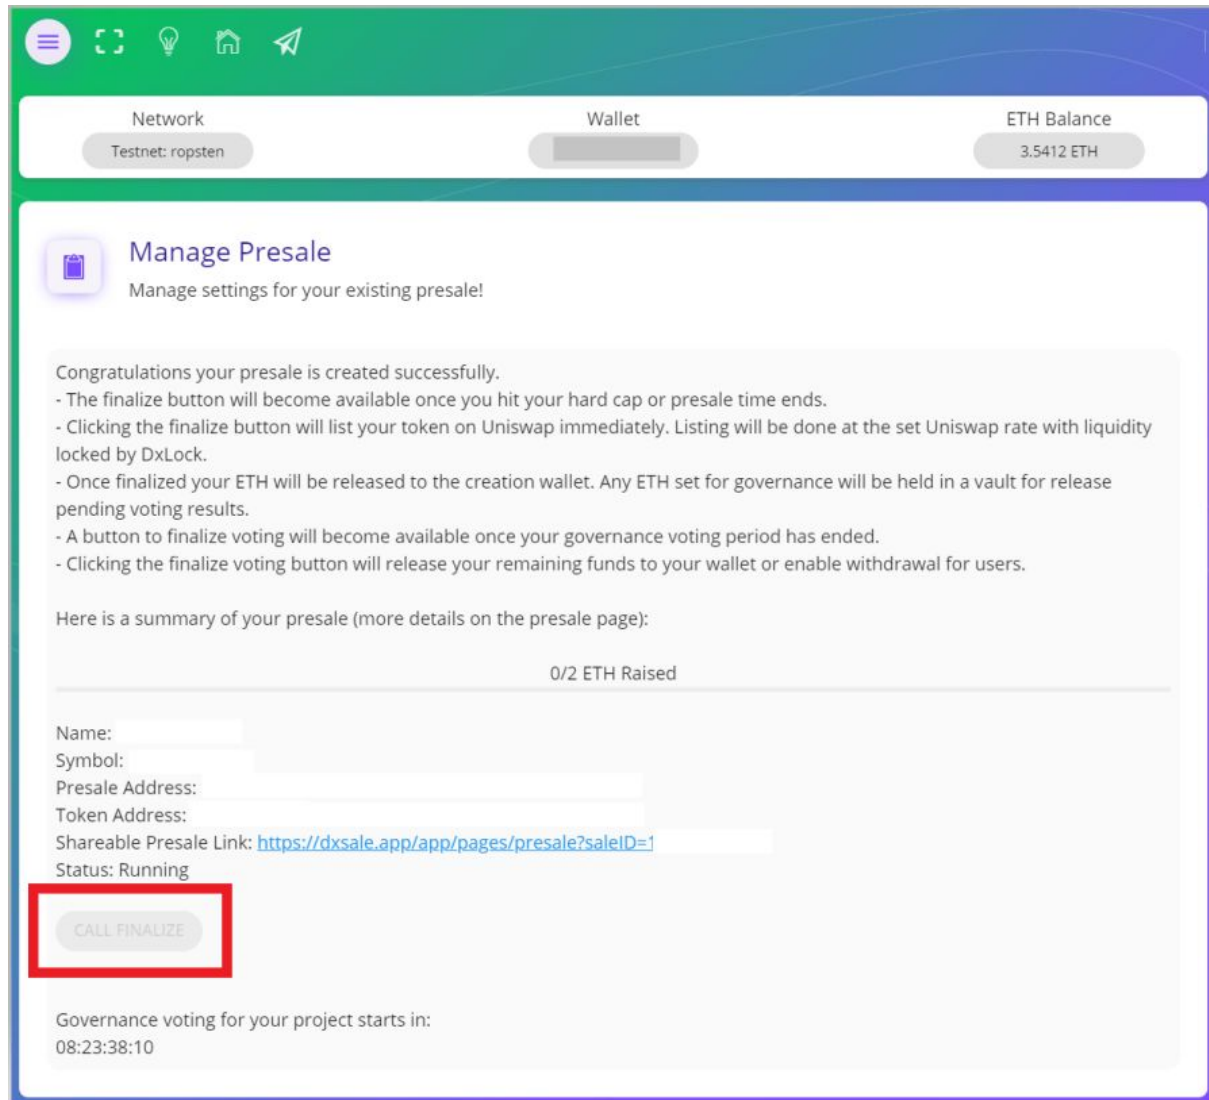 Network
Wallet
ETH Balance
Testnet: ropsten
3.5412 ETH
Manage Presale
Manage settings for your existing presale!
Congratulations your presale is created successfully.
- The finalize button will become available once you hit your hard cap or presale time ends.
- Clicking the finalize button will list your token on Uniswap immediately. Listing will be done at the set Uniswap rate with liquidity
locked by DxLock.
- Once finalized your ETH will be released to the creation wallet. Any ETH set for governance will be held in a vault for release
pending voting results.
- A button to finalize voting will become available once your governance voting period has ended.
- Clicking the finalize voting button will release your remaining funds to your wallet or enable withdrawal for users.
Here is a summary of your presale (more details on the presale page):
0/2 ETH Raised
Name:
Symbol:
Presale Address:
Token Address:
Shareable Presale Link: https://dxsale.app/app/pages/presale?saleID=1
Status: Running
CALL FINALIZE
Governance voting for your project starts in:
08:23:38:10